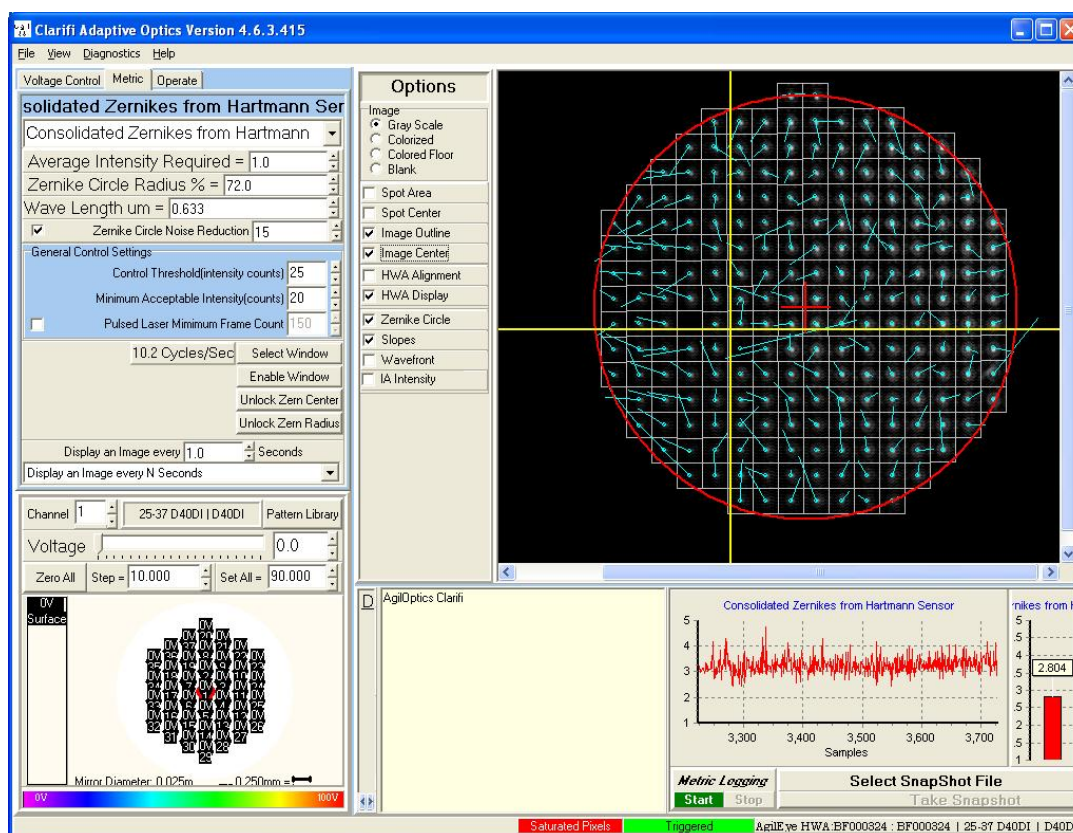 Clarifi Adaptive Optics Version 4.6.3.415
File View Diagnostics Help
Voltage Control Metric Operate
solidated Zernikes from Hartmann Ser
Consolidated Zernikes from Hartmann
Average Intensity Required = 1.0
Zernike Circle Radius % = 72.0
Wave Length um = 0.633
Zernike Circle Noise Reduction 15
General Control Settings
Control Threshold(intensity counts) 25
Minimum Acceptable Intensity(counts) 20
Pulsed Laser Minimum Frame Count 150
10.2 Cycles/Sec Select Window
Enable Window
Unlock Zern Center
Unlock Zern Radius
Display an Image every 1.0 Seconds
Display an Image every N Seconds
Options
Image
Gray Scale
Colorized
Colored Floor
Blank
Spot Area
Spot Center
Image Outline
Image Center
HWA Alignment
HWA Display
Zernike Circle
Slopes
Wavefront
IA Intensity
Channel 1 25-37 D40DI | D40DI Pattern Library
Voltage 0.0
Zero All Step = 10.000 Set All = 90.000
0V
Surface
Mirror Diameter: 0.025m 0.250mm =
0V 100V
D
AgilOptics Clarifi
Consolidated Zernikes from Hartmann Sensor
5
4
3
2
1
3,300 3,400 3,500 3,600 3,700
Samples
rnikes from H
5
.5
4
.5
3
.5
2
.5
1
2.804
Metric Logging
Start Stop
Select SnapShot File
Take Snapshot
Saturated Pixels Triggered AgilEye HWA:BF000324 : BF000324 | 25-37 D40DI | D40D